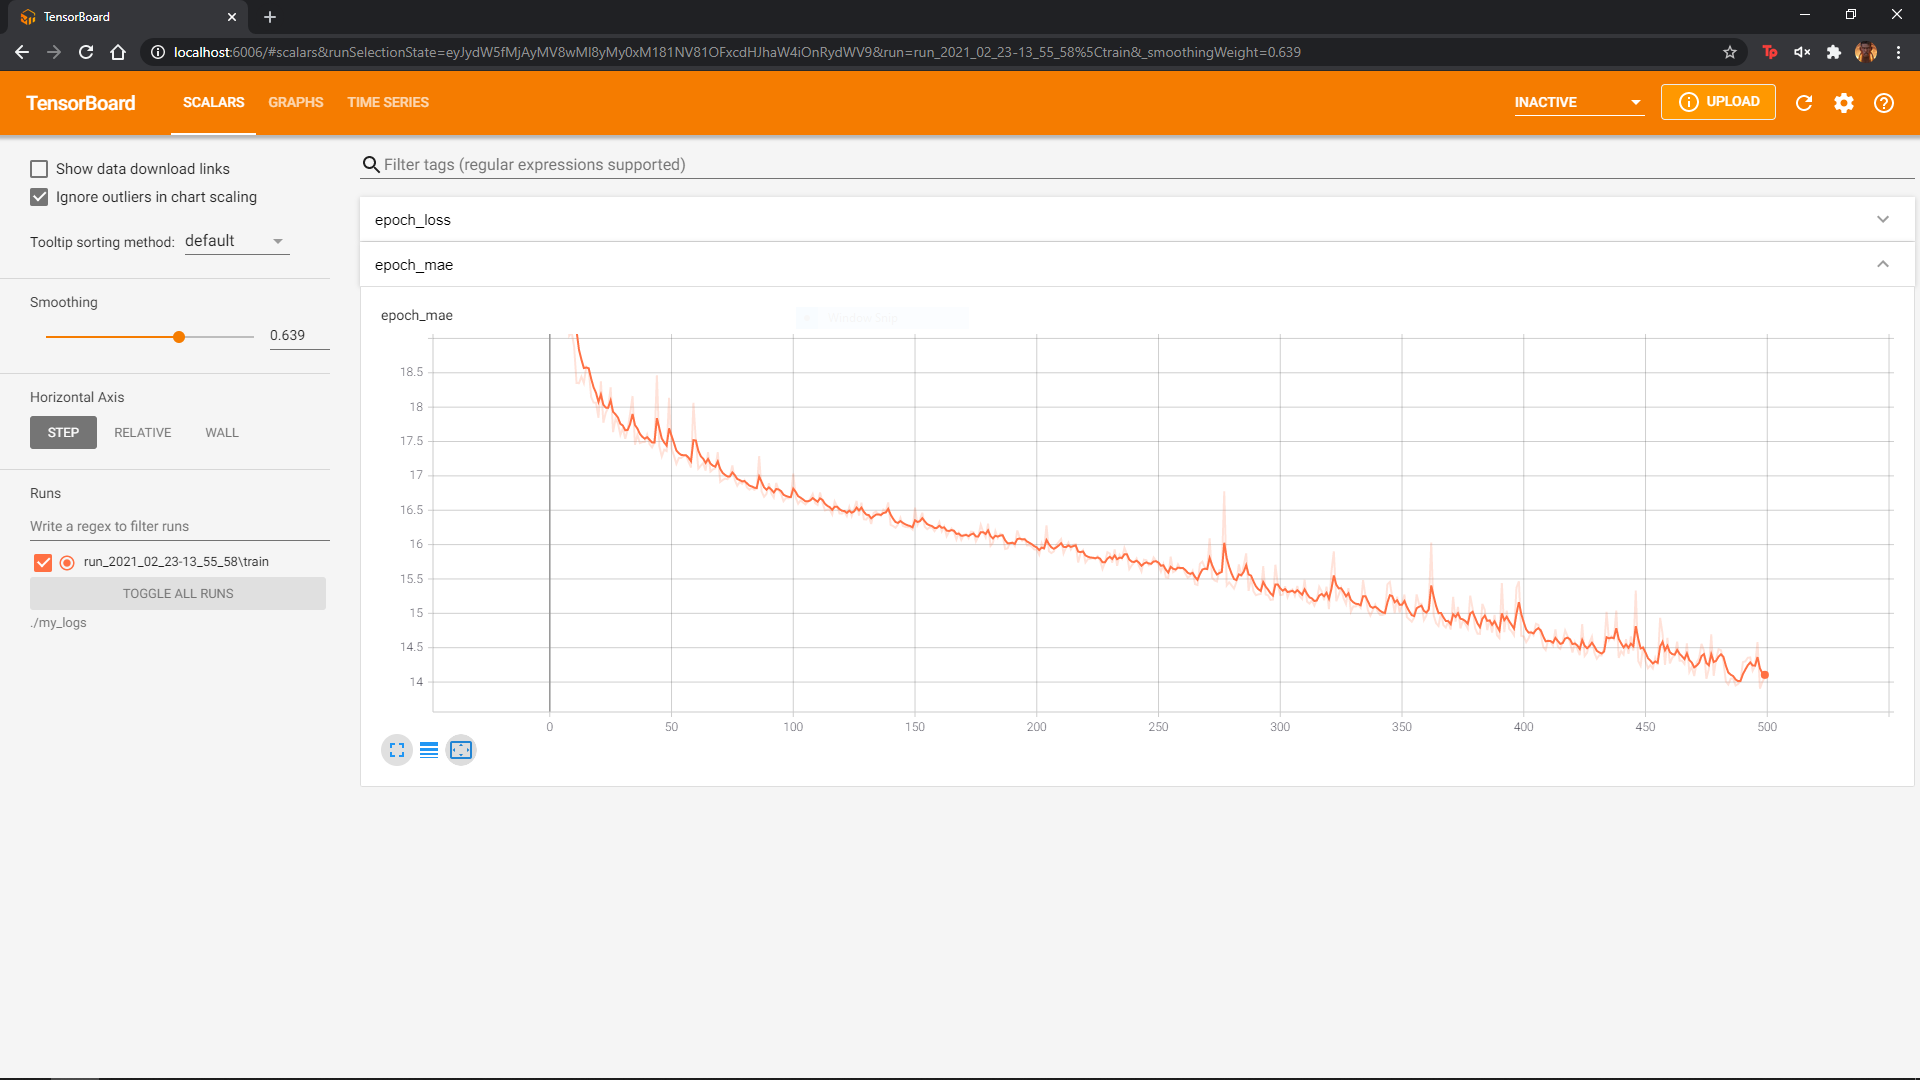 TensorBoard
localhost:6006/#scalars&runSelectionState=eyJydW5fMjAyMV8wMl8yMy0xM181NV81OFxcdHJhaW4iOnRydWV9&run=run_2021_02_23-13_55_58%5Ctrain&_smoothingWeight=0.639
Tp
TensorBoard
SCALARS
GRAPHS
TIME SERIES
INACTIVE
UPLOAD
Show data download links
Ignore outliers in chart scaling
Tooltip sorting method: default
Smoothing
0.639
Horizontal Axis
STEP
RELATIVE
WALL
Runs
Write a regex to filter runs
run_2021_02_23-13_55_58\train
TOGGLE ALL RUNS
./my_logs
Filter tags (regular expressions supported)
epoch_loss
epoch_mae
epoch_mae
Window Snip
18.5
18
17.5
17
16.5
16
15.5
15
14.5
14
0
50
100
150
200
250
300
350
400
450
500